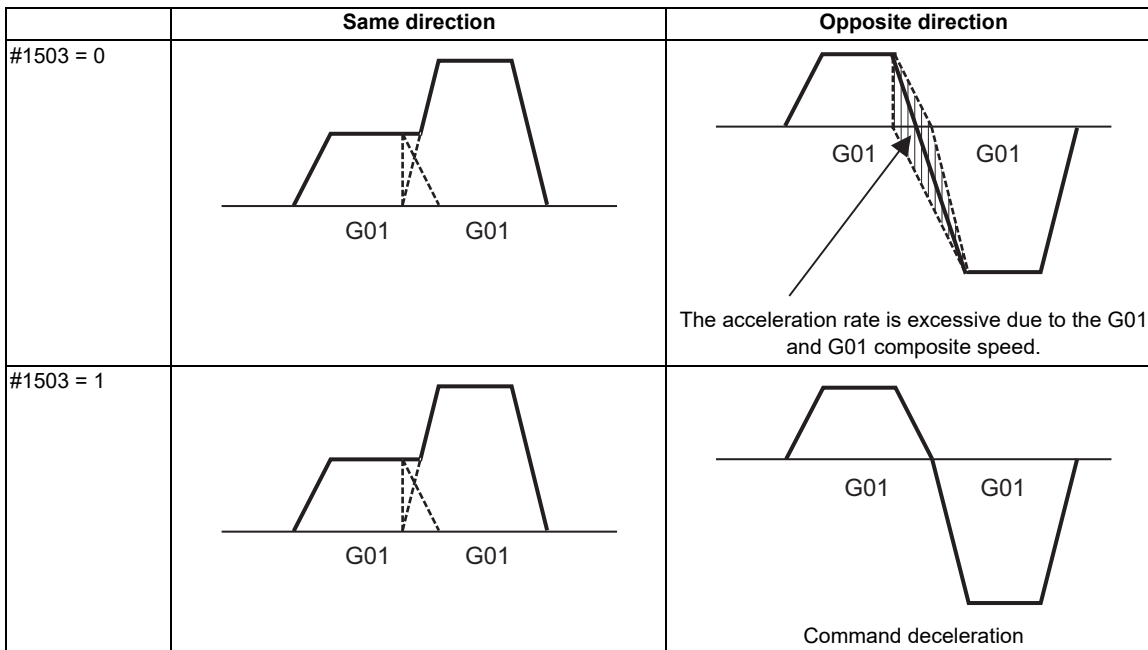 Same direction
Opposite direction
#1503 = 0
G01
G01
G01
G01
The acceleration rate is excessive due to the G01
and G01 composite speed.
#1503 = 1
G01
G01
G01
G01
Command deceleration